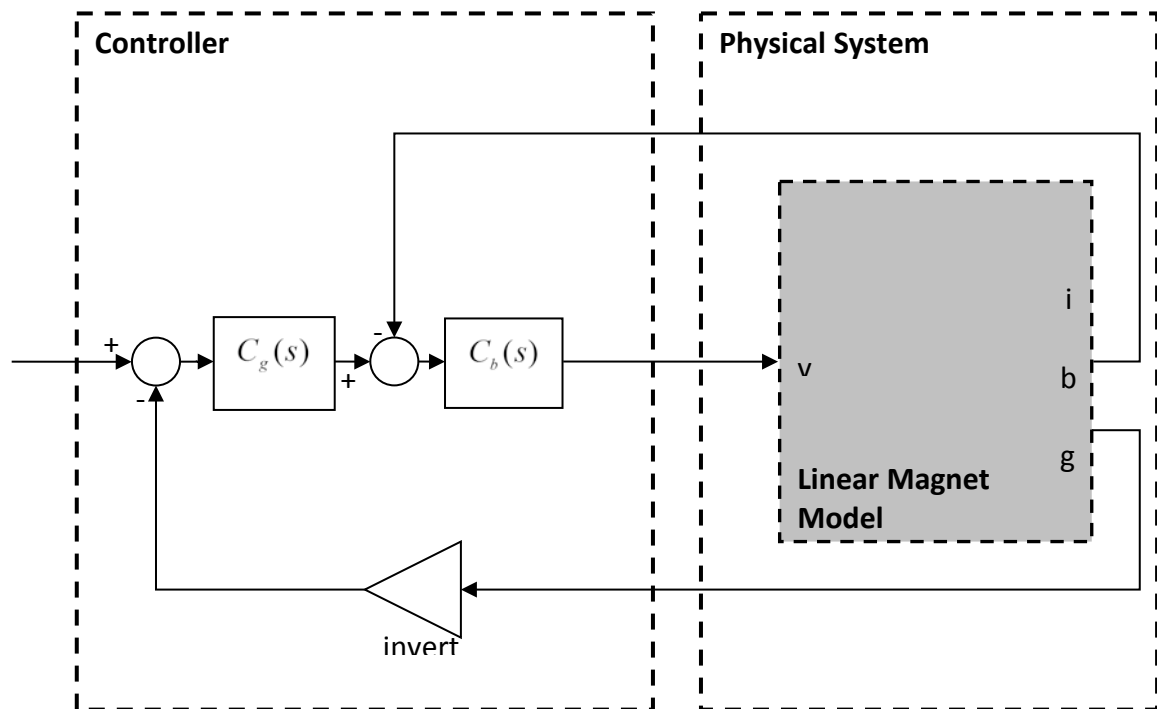 Controller
Physical System
i
-
+
C_g(s)
C_b(s)
+
v
b
-
g
Linear Magnet
Model
invert